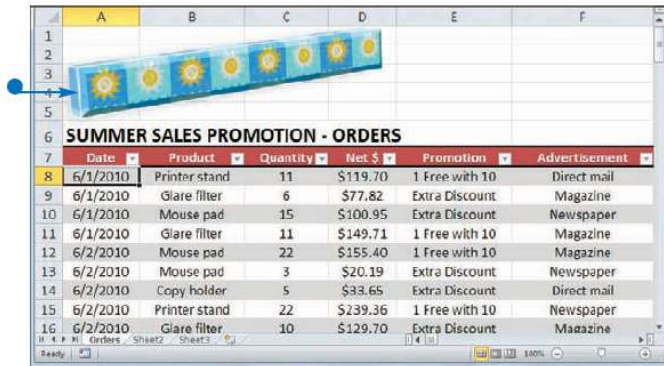 A B C D E F
1
2
3
4
5
6 SUMMER SALES PROMOTION - ORDERS
7 Date Product Quantity Net $ Promotion Advertisement
8 6/1/2010 Printer stand 11 $119.70 1 Free with 10 Direct mail
9 6/1/2010 Glare filter 6 $77.82 Extra Discount Magazine
10 6/1/2010 Mouse pad 15 $100.95 Extra Discount Newspaper
11 6/1/2010 Glare filter 11 $149.71 1 Free with 10 Magazine
12 6/2/2010 Mouse pad 22 $155.40 1 Free with 10 Magazine
13 6/2/2010 Mouse pad 3 $20.19 Extra Discount Newspaper
14 6/2/2010 Copy holder 5 $33.65 Extra Discount Direct mail
15 6/2/2010 Printer stand 22 $239.36 1 Free with 10 Newspaper
16 6/2/2010 Glare filter 10 $129.70 Extra Discount Magazine
Orders Sheet2 Sheet3
Ready 100%